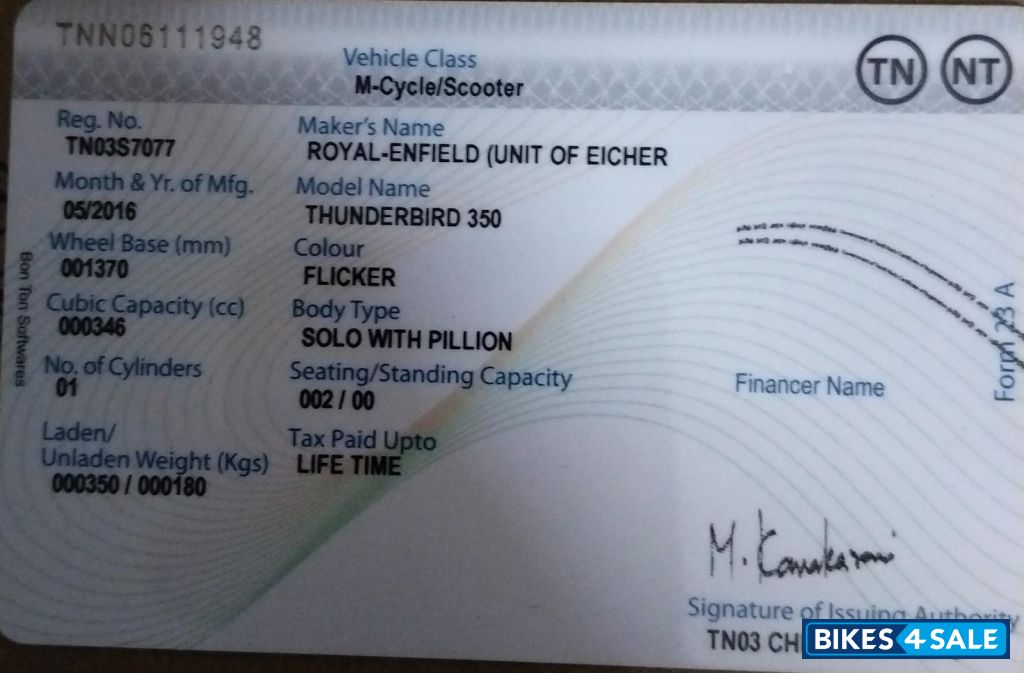 TNN06111948
Vehicle Class
M-Cycle/Scooter
TN NT
Reg. No.
TN03S7077
Maker's Name
ROYAL-ENFIELD (UNIT OF EICHER
Month & Yr. of Mfg.
05/2016
Model Name
THUNDERBIRD 350
Wheel Base (mm)
001370
Colour
FLICKER
Cubic Capacity (cc)
000346
Body Type
SOLO WITH PILLION
No. of Cylinders
01
Seating/Standing Capacity
002 / 00
Laden/
Unladen Weight (Kgs)
000350 / 000180
Tax Paid Upto
LIFE TIME
Financer Name
Form 23 A
Bon Ton Softwares
Signature of Issuing Authority
TN03 CH
BIKES4SALE